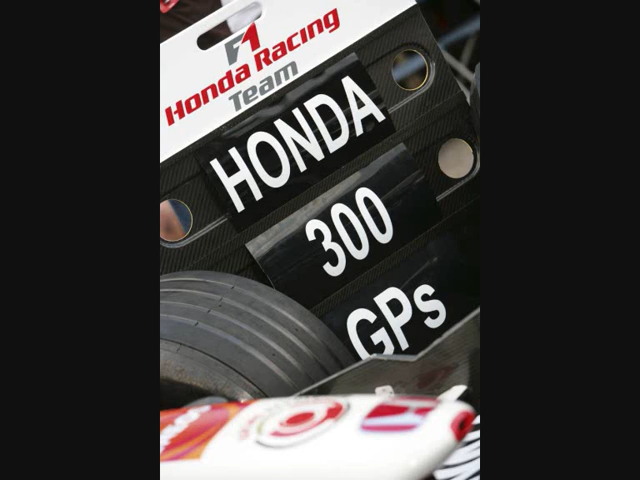 F1
Honda Racing
Team
HONDA
300
GPs